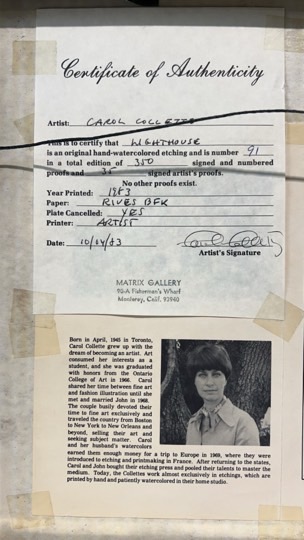 Certificate of Authenticity
Artist: CAROL COLLETTE
This is to certify that LIGHTHOUSE
is an original hand-watercolored etching and is number 91
in a total edition of 350 signed and numbered
proofs and 35 signed artist's proofs.
No other proofs exist.
Year Printed: 1983
Paper: RIVES BFK
Plate Cancelled: YES
Printer: ARTIST
Date: 10/04/83 Carol Collette
Artist's Signature
MATRIX GALLERY
90-A Fisherman's Wharf
Monterey, Calif. 93940
Born in April, 1945 in Toronto,
Carol Collette grew up with the
dream of becoming an artist. Art
consumed her interests as a
student, and she was graduated
with honors from the Ontario
College of Art in 1966. Carol
shared her time between fine art
and fashion illustration until she
met and married John in 1968.
The couple busily devoted their
time to fine art exclusively and
traveled the country from Boston
to New York to New Orleans and
beyond, selling their art and
seeking subject matter. Carol
and her husband's watercolors
earned them enough money for a trip to Europe in 1969, where they
were introduced to etching and printmaking in France. After returning to the states,
Carol and John bought their etching press and pooled their talents to master the
medium. Today, the Collettes work almost exclusively in etchings, which are
printed by hand and patiently watercolored in their home studio.